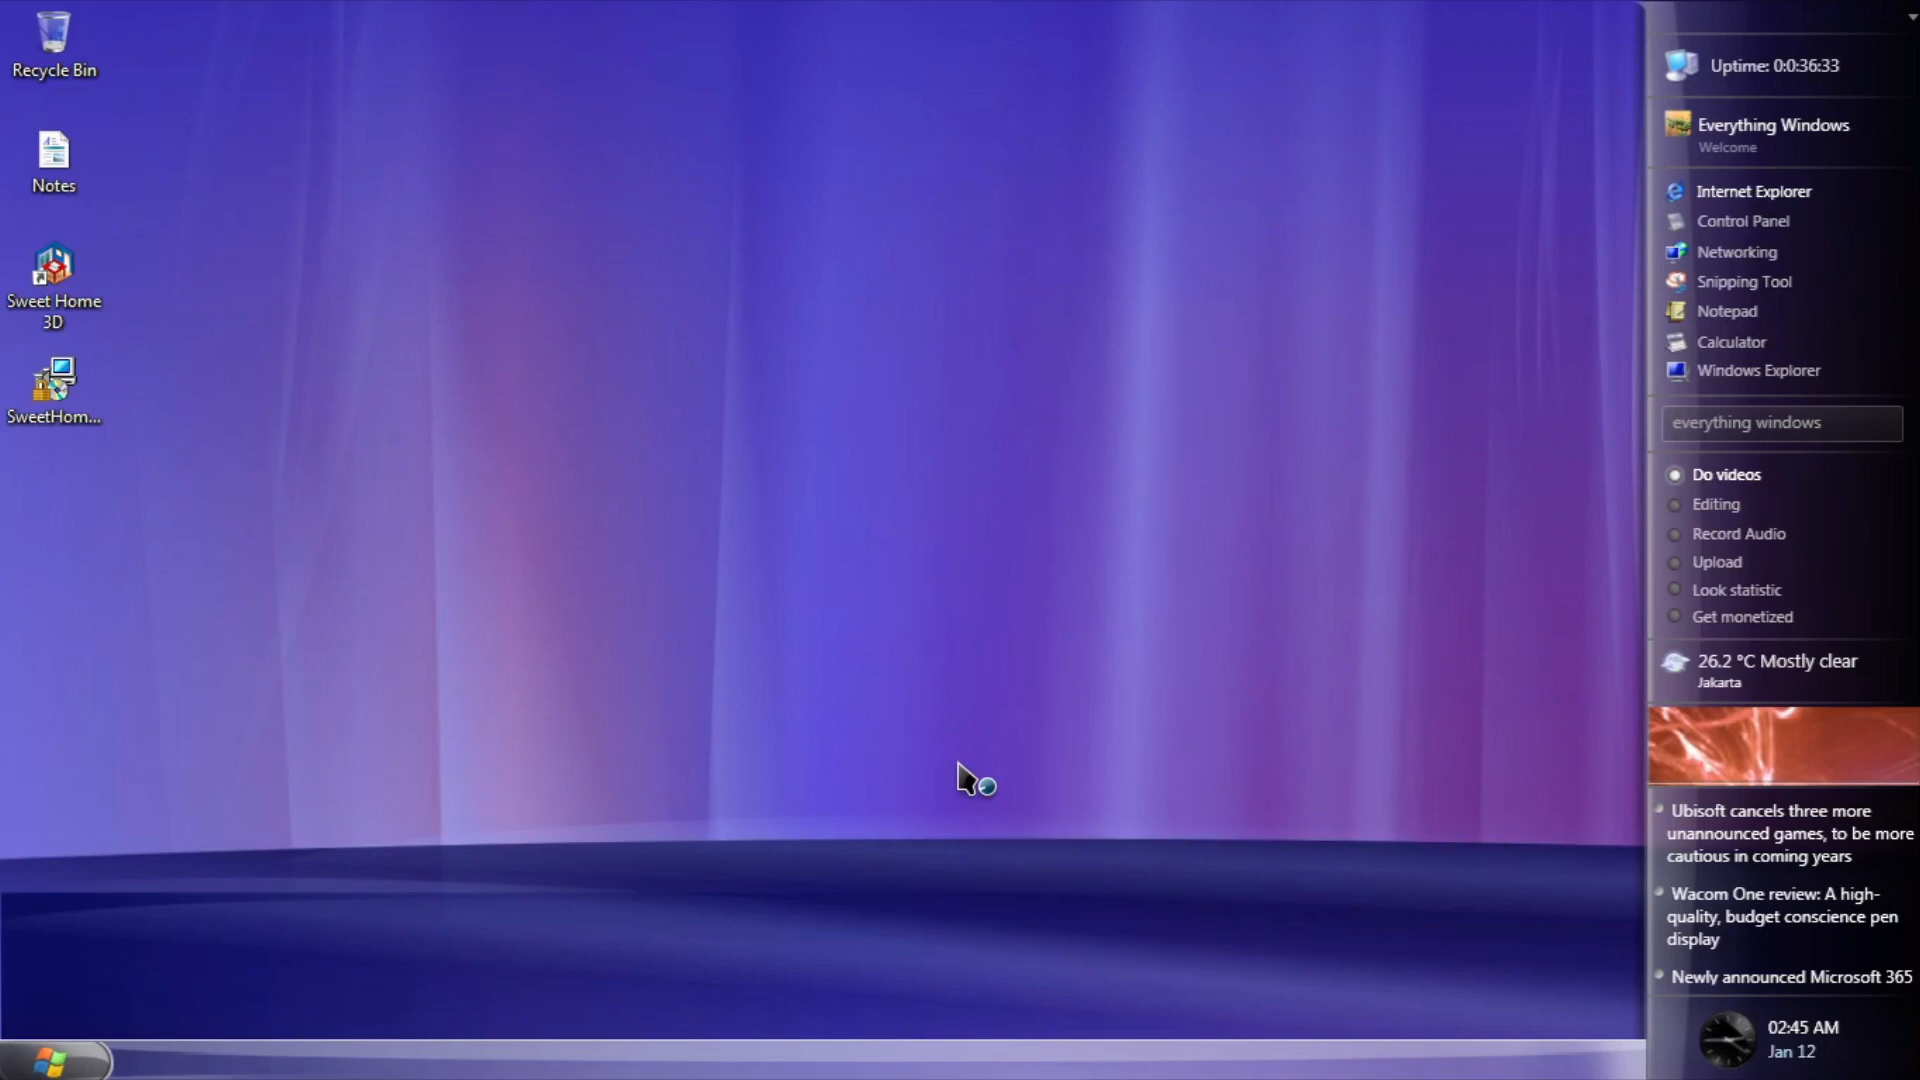 Recycle Bin
Notes
Sweet Home
3D
SweetHom...
Uptime: 0:0:36:33
Everything Windows
Welcome
Internet Explorer
Control Panel
Networking
Snipping Tool
Notepad
Calculator
Windows Explorer
everything windows
Do videos
Editing
Record Audio
Upload
Look statistic
Get monetized
26.2 °C Mostly clear
Jakarta
Ubisoft cancels three more
unannounced games, to be more
cautious in coming years
Wacom One review: A high-
quality, budget conscience pen
display
Newly announced Microsoft 365
02:45 AM
Jan 12